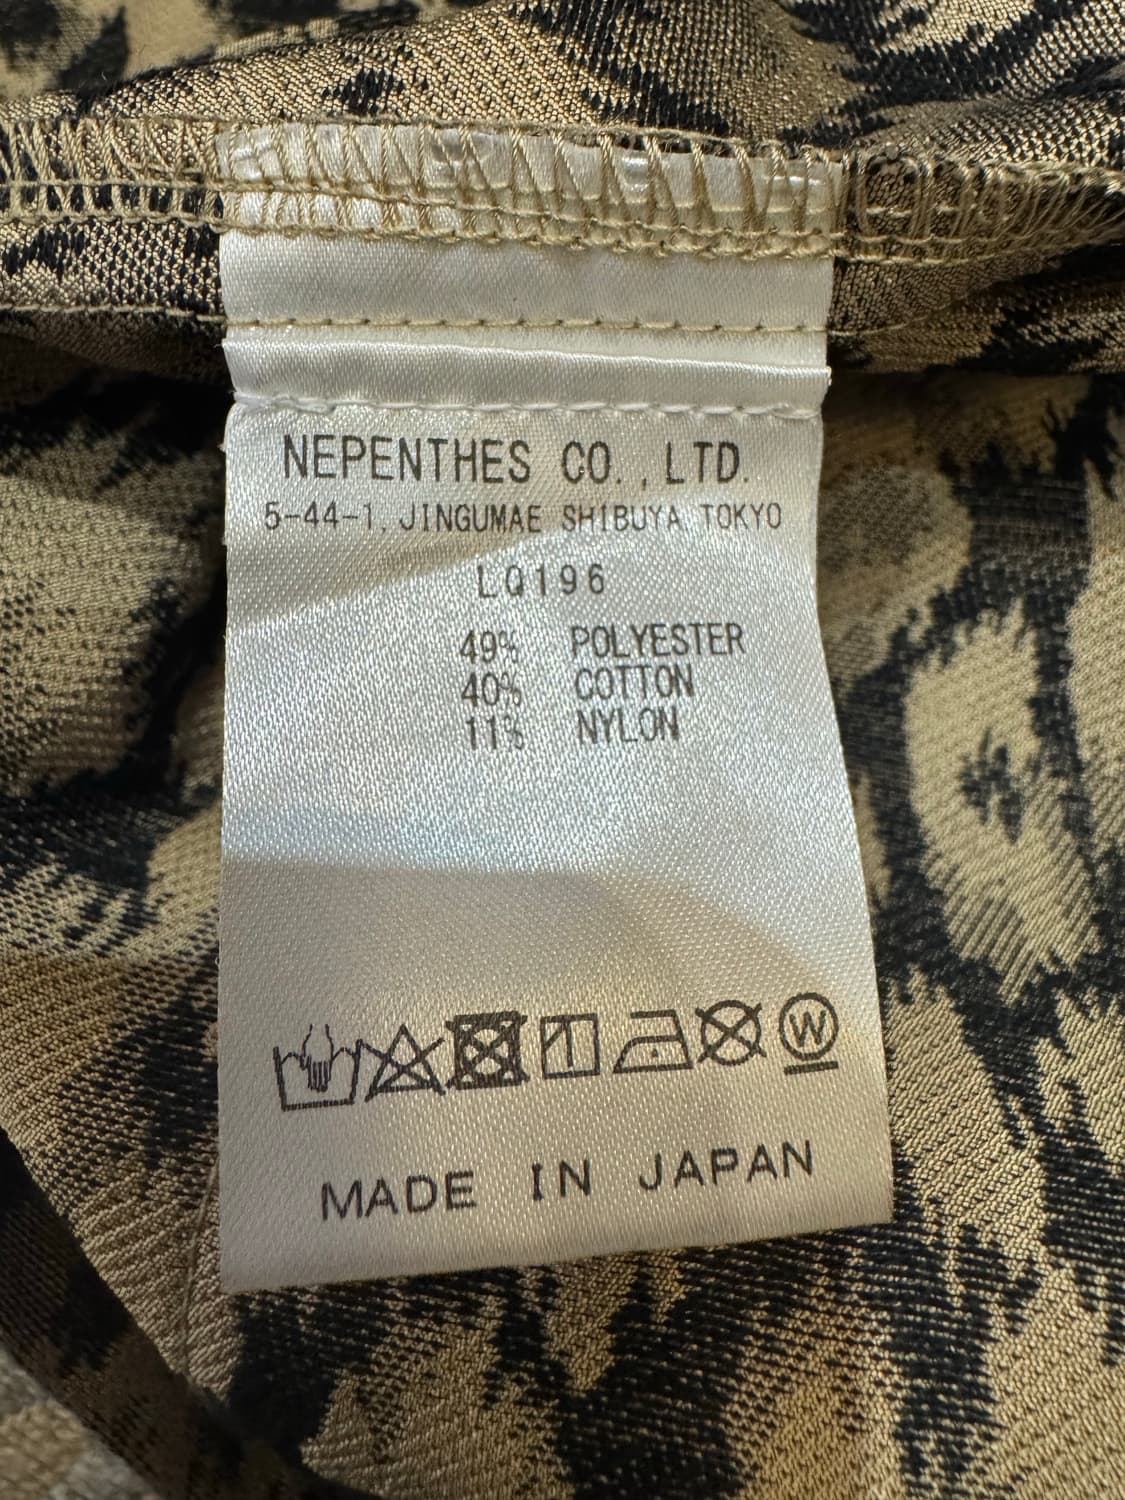 NEPENTHES CO.,LTD.
5-44-1, JINGUMAE SHIBUYA TOKYO
LQ196
49% POLYESTER
40% COTTON
11% NYLON
W
MADE IN JAPAN